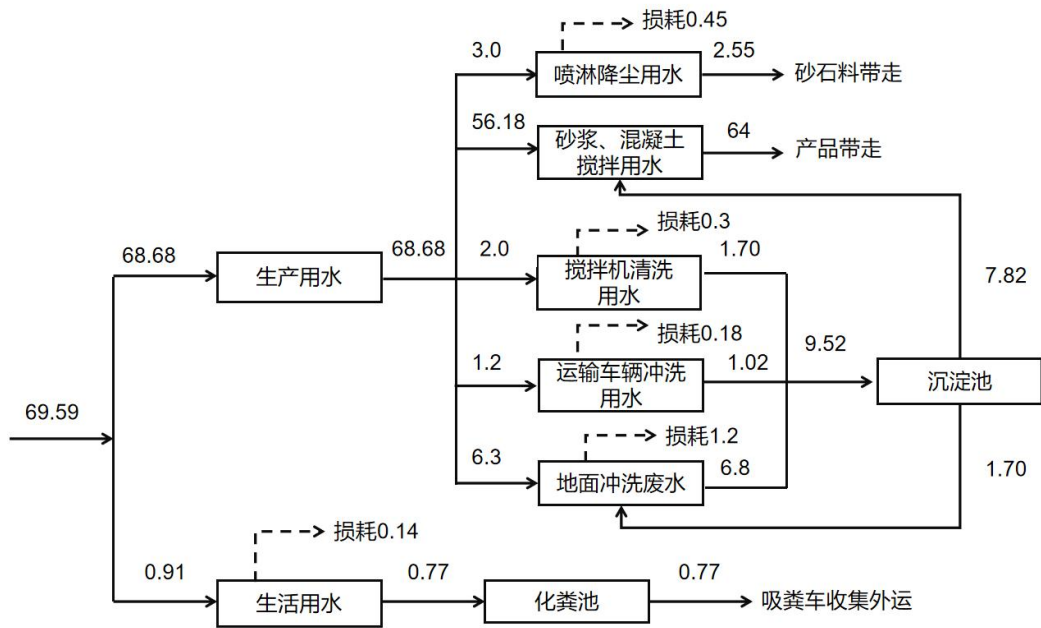 损耗0.45
3.0
喷淋降尘用水
2.55
砂石料带走
56.18
砂浆、混凝土
搅拌用水
64
产品带走
68.68
生产用水
68.68
2.0
损耗0.3
搅拌机清洗
用水
1.70
7.82
1.2
损耗0.18
运输车辆冲洗
用水
1.02
9.52
沉淀池
69.59
6.3
损耗1.2
地面冲洗废水
6.8
1.70
0.91
损耗0.14
生活用水
0.77
化粪池
0.77
吸粪车收集外运